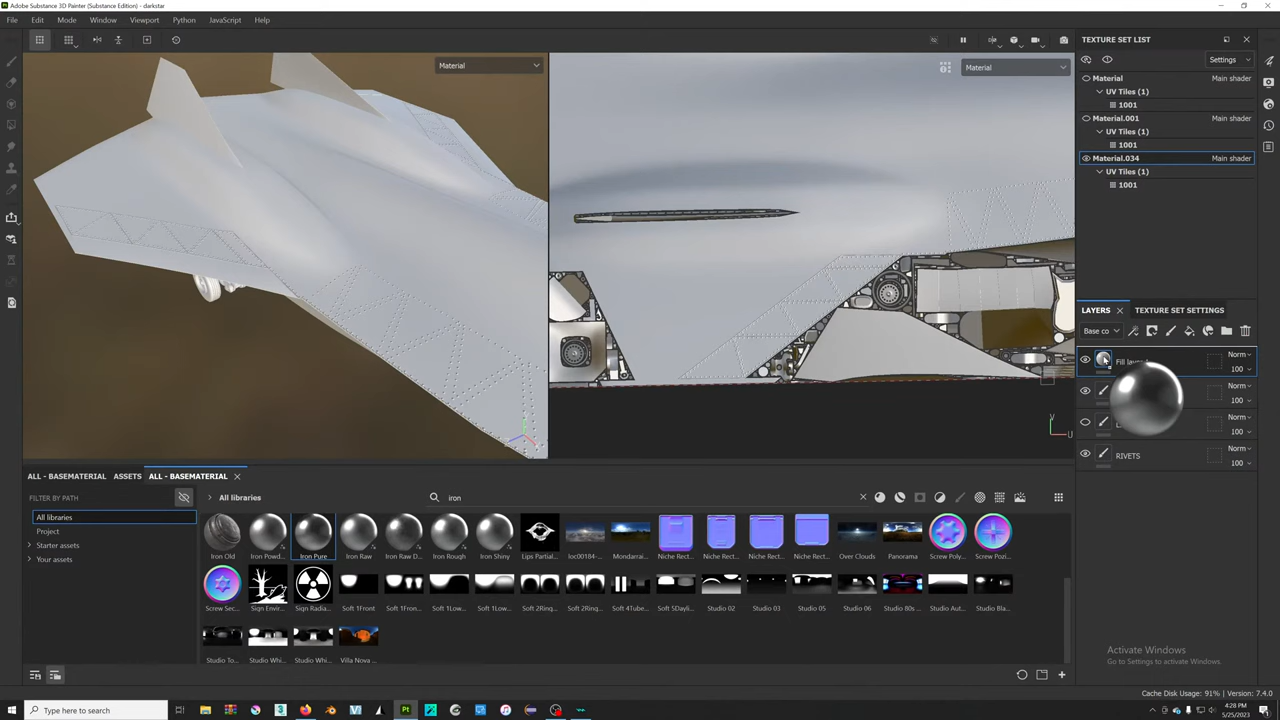 Adobe Substance 3D Painter (Substance Edition) - darkstar
File Edit Mode Window Viewport Python JavaScript Help
Material
Material
TEXTURE SET LIST
Settings
Material Main shader
UV Tiles (1)
1001
Material.001 Main shader
UV Tiles (1)
1001
Material.034 Main shader
UV Tiles (1)
1001
LAYERS TEXTURE SET SETTINGS
Base co
Fill layer Norm
100
Norm
100
Norm
100
RIVETS Norm
100
ALL - BASEMATERIAL ASSETS ALL - BASEMATERIAL
FILTER BY PATH All libraries iron
All libraries
Project
Starter assets
Your assets
Iron Old Iron Powd... Iron Pure Iron Raw Iron Raw D... Iron Rough Iron Shiny Lips Partial... loc00184-... Mondarrai... Niche Rect... Niche Rect... Niche Rect... Niche Rect... Over Clouds Panorama Screw Poly... Screw Pozi...
Screw Sec... Sign Envir... Sign Radia... Soft 1Front Soft 1Fron... Soft 1Low... Soft 1Low... Soft 2Ring... Soft 2Ring... Soft 4Tube... Soft 5Dayli... Studio 02 Studio 03 Studio 05 Studio 06 Studio 80s ... Studio Aut... Studio Bla...
Studio To... Studio Whi... Studio Whi... Villa Nova ...
Activate Windows
Go to Settings to activate Windows.
Cache Disk Usage: 91% | Version: 7.4.0
Type here to search
4:28 PM
5/25/2023